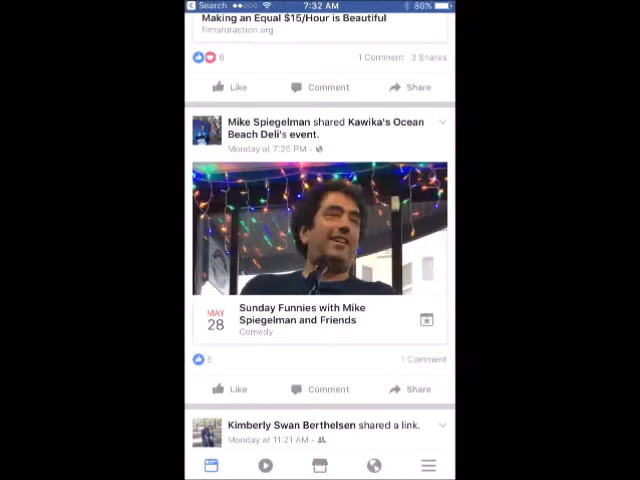 Search 7:32 AM 86%
Making an Equal $15/Hour is Beautiful
filmsforaction.org
6 1 Comment 3 Shares
Like Comment Share
Mike Spiegelman shared Kawika's Ocean
Beach Deli's event.
Monday at 7:25 PM
MAY
28
Sunday Funnies with Mike
Spiegelman and Friends
Comedy
8 1 Comment
Like Comment Share
Kimberly Swan Berthelsen shared a link.
Monday at 11:21 AM